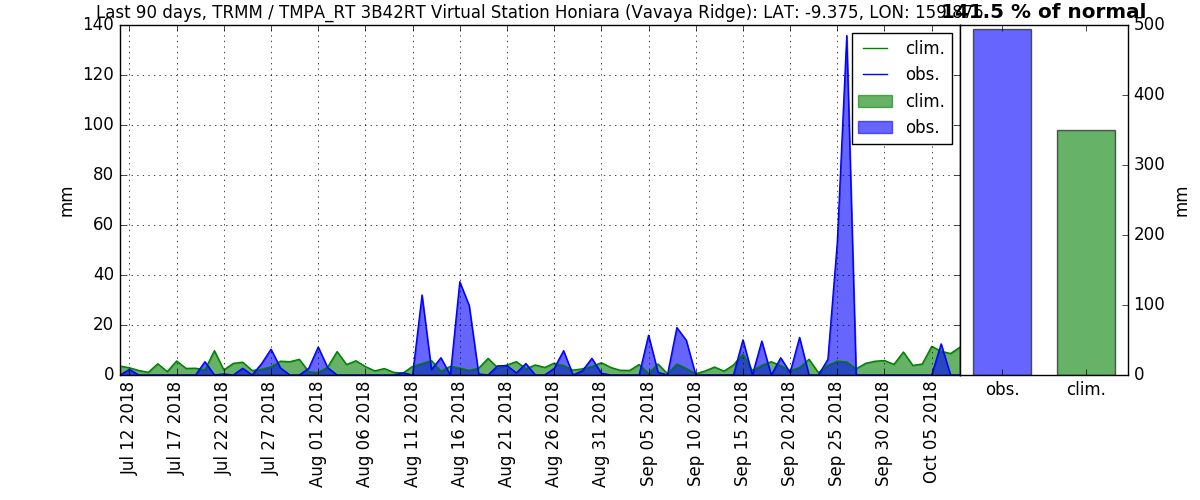 Last 90 days, TRMM / TMPA_RT 3B42RT Virtual Station Honiara (Vavaya Ridge): LAT: -9.375, LON:
141.5 % of normal
140
120
100
80
60
40
20
0
mm
clim.
obs.
clim.
obs.
500
400
300
200
100
0
mm
Jul 12 2018
Jul 17 2018
Jul 22 2018
Jul 27 2018
Aug 01 2018
Aug 06 2018
Aug 11 2018
Aug 16 2018
Aug 21 2018
Aug 26 2018
Aug 31 2018
Sep 05 2018
Sep 10 2018
Sep 15 2018
Sep 20 2018
Sep 25 2018
Sep 30 2018
Oct 05 2018
obs.
clim.